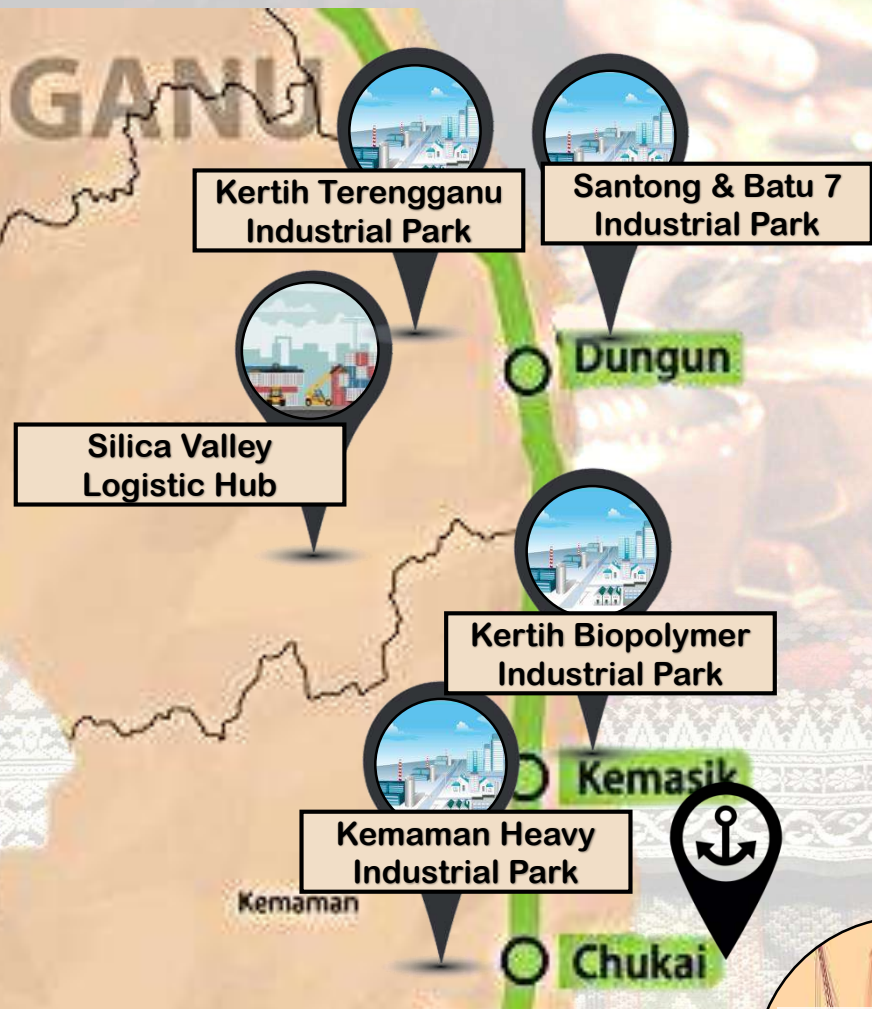 GANU
Kertih Terengganu
Industrial Park
Santong & Batu 7
Industrial Park
Dungun
Silica Valley
Logistic Hub
Kertih Biopolymer
Industrial Park
Kemasik
Kemaman Heavy
Industrial Park
Kemaman
Chukai